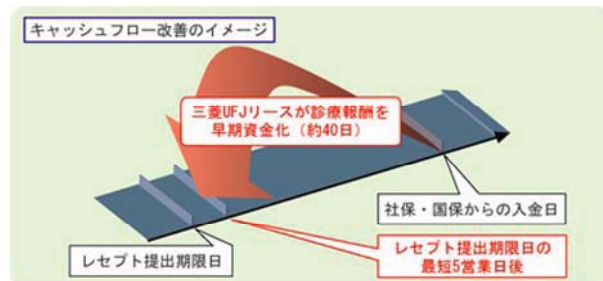 キャッシュフロー改善のイメージ
三菱UFJリースが診療報酬を
早期資金化（約40日）
社保・国保からの入金日
レセプト提出期限日
レセプト提出期限日の
最短5営業日後